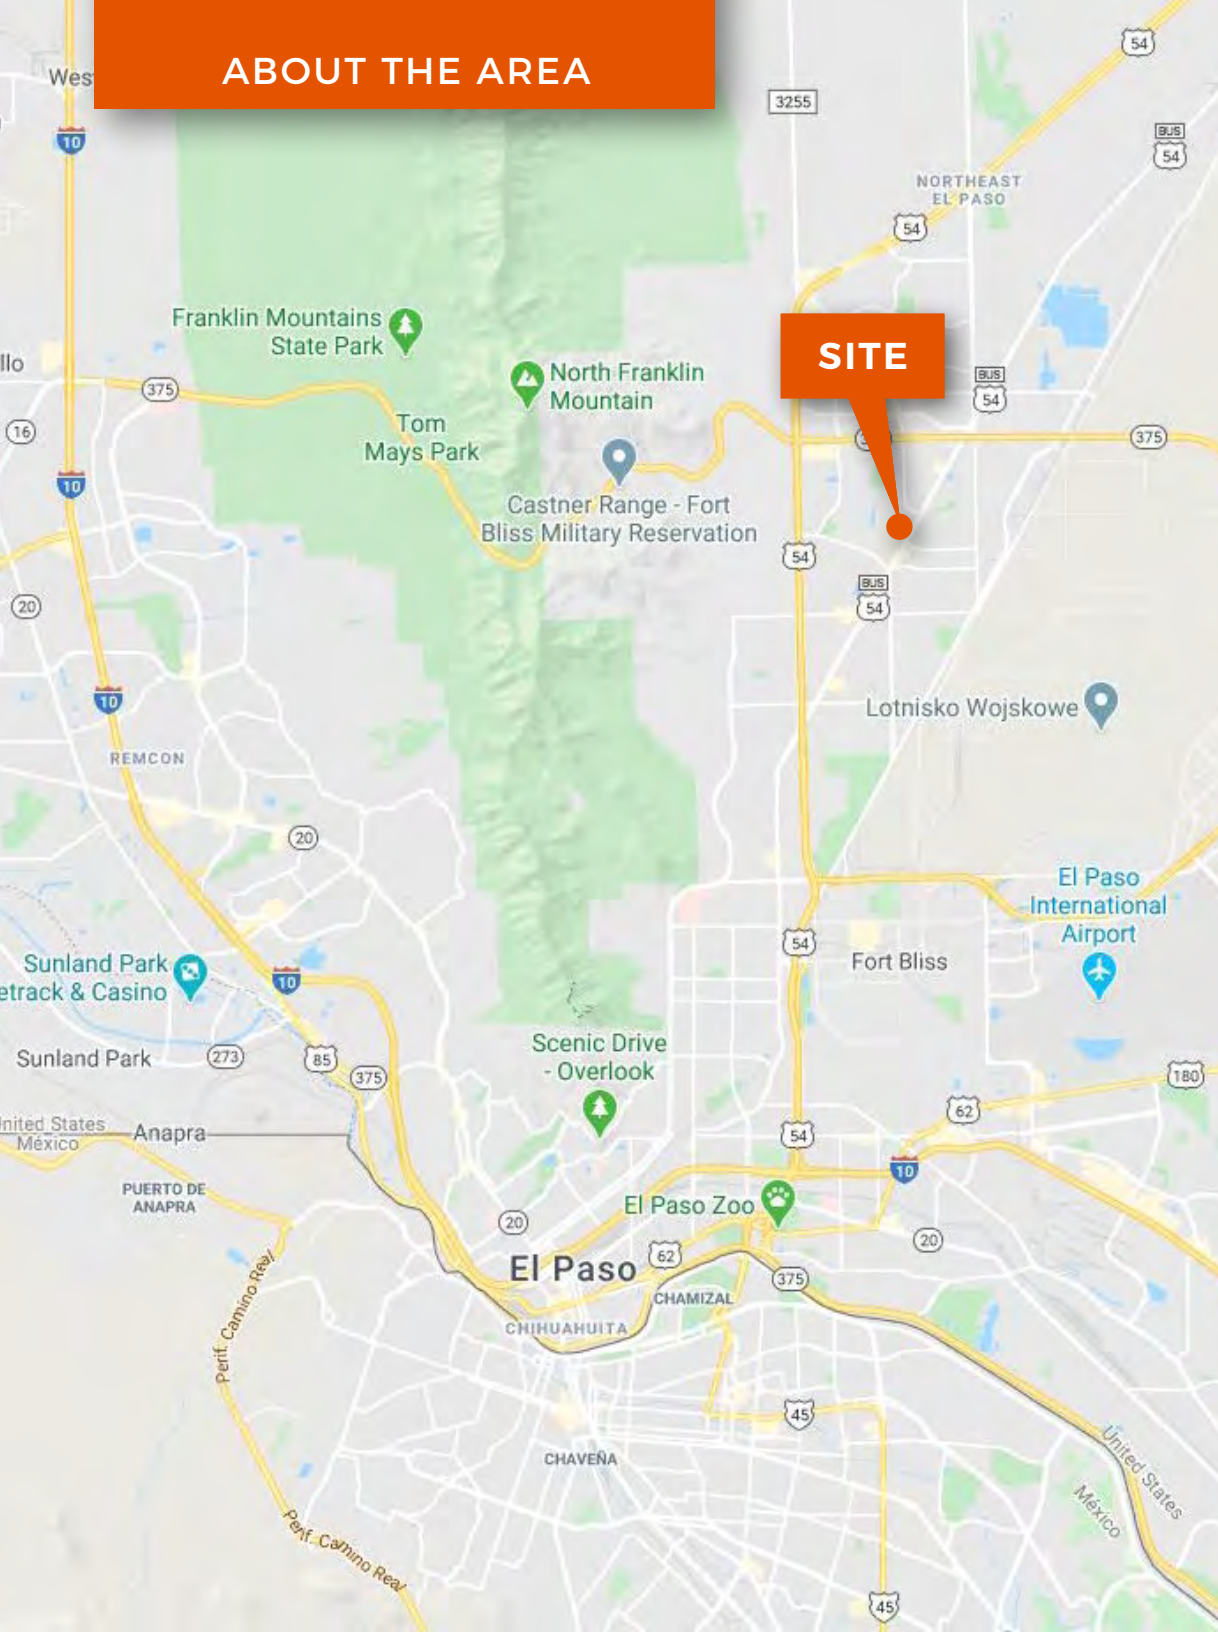 ABOUT THE AREA
54
3255
Wes
10
BUS
54
NORTHEAST
EL PASO
54
Franklin Mountains
State Park
SITE
llo
North Franklin
Mountain
BUS
54
375
Tom
Mays Park
16
375
10
Castner Range - Fort
Bliss Military Reservation
54
BUS
54
20
10
Lotnisko Wojskowe
REMCON
20
El Paso
International
Airport
54
Fort Bliss
Sunland Park
etrack & Casino
10
Scenic Drive
- Overlook
Sunland Park
273
85
375
180
62
United States
México
Anapra
54
10
PUERTO DE
ANAPRA
El Paso Zoo
20
62
20
El Paso
375
CHAMIZAL
CHIHUAHUITA
Perif. Camino Real
45
CHAVEÑA
United States
México
Perif. Camino Real
45